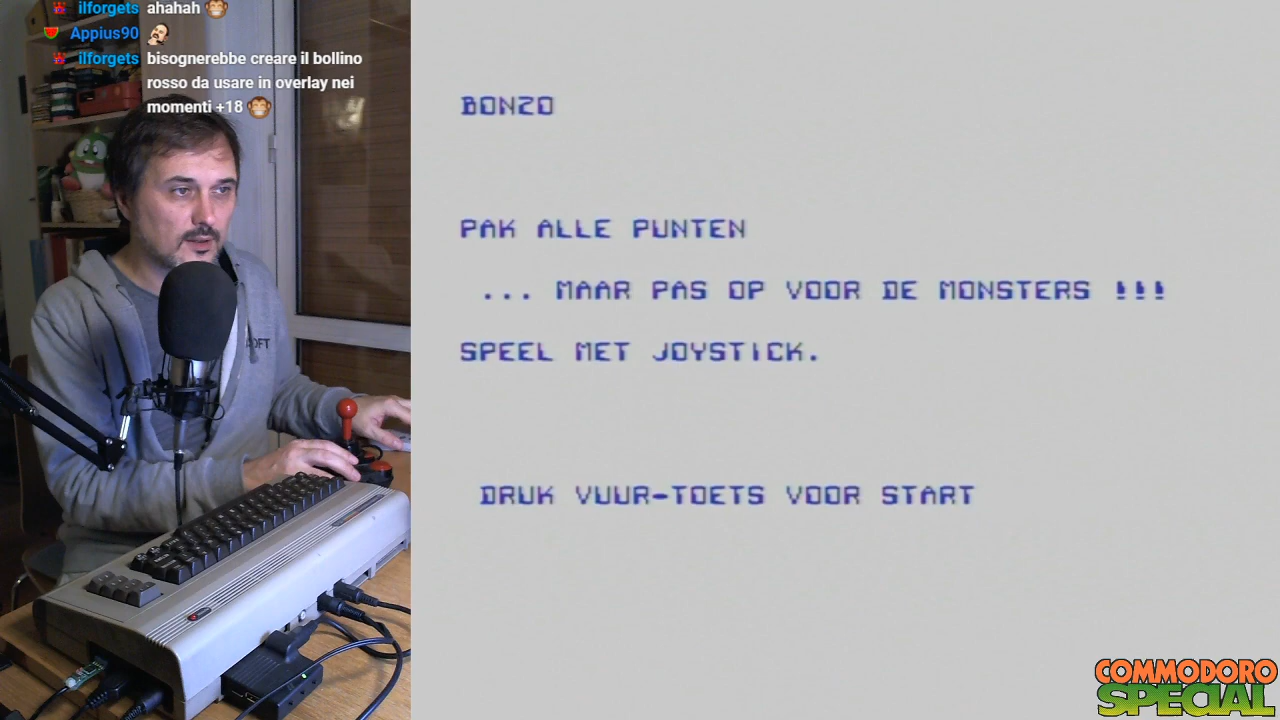 ilforgets ahahah
Appius90
ilforgets bisognerebbe creare il bollino
rosso da usare in overlay nei
momenti +18
BONZO
PAK ALLE PUNTEN
... MAAR PAS OP VOOR DE MONSTERS !!!
SPEEL MET JOYSTICK.
DRUK VUUR-TOETS VOOR START
COMMODORO
SPECIAL